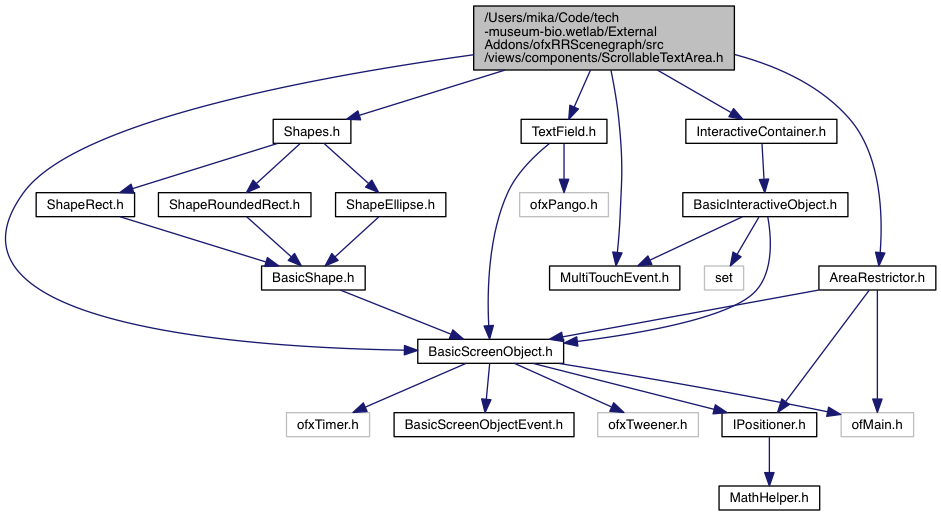 /Users/mika/Code/tech
-museum-bio.wetlab/External
Addons/ofxRRScenegraph/src
/views/components/ScrollableTextArea.h
Shapes.h
TextField.h
InteractiveContainer.h
ShapeRect.h
ShapeRoundedRect.h
ShapeEllipse.h
ofxPango.h
BasicInteractiveObject.h
BasicShape.h
MultiTouchEvent.h
set
AreaRestrictor.h
BasicScreenObject.h
ofxTimer.h
BasicScreenObjectEvent.h
ofxTweener.h
IPositioner.h
ofMain.h
MathHelper.h